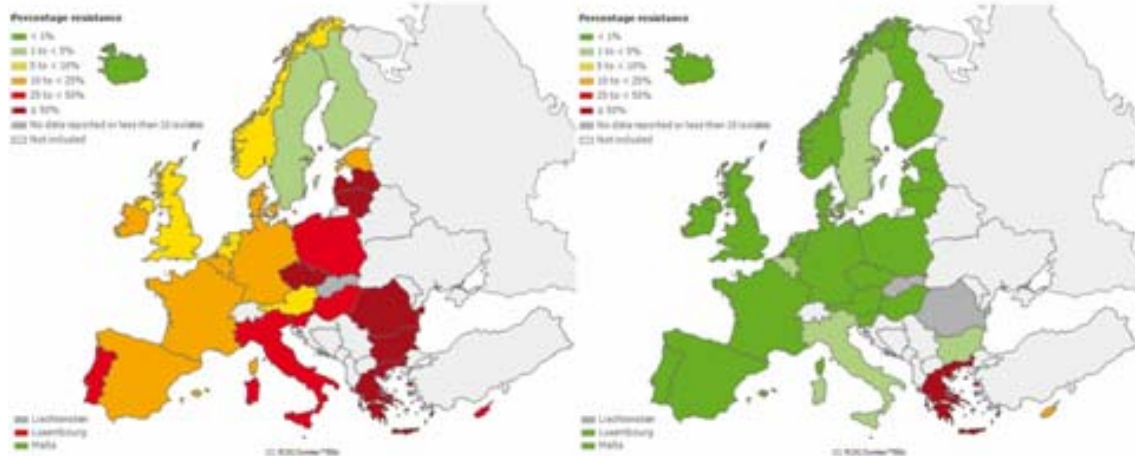 Percentage resistance
< 1%
1 to < 5%
5 to < 10%
10 to < 25%
25 to < 50%
≥ 50%
No data reported or less than 10 isolates
Not included
Liechtenstein
Luxembourg
Malta
Percentage resistance
< 1%
1 to < 5%
5 to < 10%
10 to < 25%
25 to < 50%
≥ 50%
No data reported or less than 10 isolates
Not included
Liechtenstein
Luxembourg
Malta